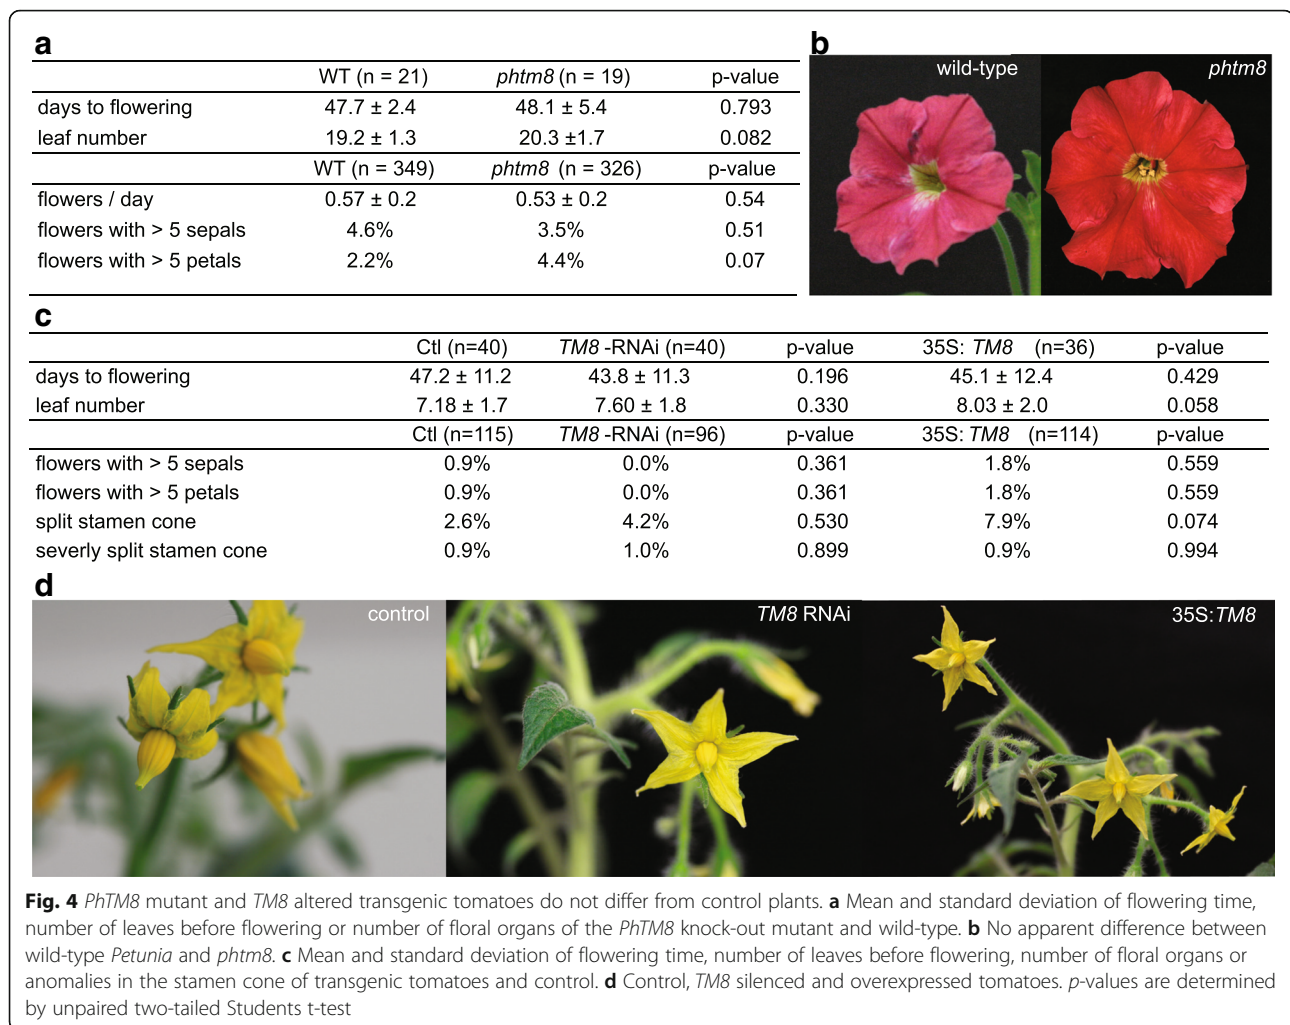 a
WT (n = 21) phtm8 (n = 19) p-value
days to flowering 47.7 ± 2.4 48.1 ± 5.4 0.793
leaf number 19.2 ± 1.3 20.3 ±1.7 0.082
WT (n = 349) phtm8 (n = 326) p-value
flowers / day 0.57 ± 0.2 0.53 ± 0.2 0.54
flowers with > 5 sepals 4.6% 3.5% 0.51
flowers with > 5 petals 2.2% 4.4% 0.07
b
wild-type phtm8
c
Ctl (n=40) TM8 -RNAi (n=40) p-value 35S: TM8 (n=36) p-value
days to flowering 47.2 ± 11.2 43.8 ± 11.3 0.196 45.1 ± 12.4 0.429
leaf number 7.18 ± 1.7 7.60 ± 1.8 0.330 8.03 ± 2.0 0.058
Ctl (n=115) TM8 -RNAi (n=96) p-value 35S: TM8 (n=114) p-value
flowers with > 5 sepals 0.9% 0.0% 0.361 1.8% 0.559
flowers with > 5 petals 0.9% 0.0% 0.361 1.8% 0.559
split stamen cone 2.6% 4.2% 0.530 7.9% 0.074
severly split stamen cone 0.9% 1.0% 0.899 0.9% 0.994
d
control TM8 RNAi 35S:TM8
Fig. 4 PhTM8 mutant and TM8 altered transgenic tomatoes do not differ from control plants. a Mean and standard deviation of flowering time,
number of leaves before flowering or number of floral organs of the PhTM8 knock-out mutant and wild-type. b No apparent difference between
wild-type Petunia and phtm8. c Mean and standard deviation of flowering time, number of leaves before flowering, number of floral organs or
anomalies in the stamen cone of transgenic tomatoes and control. d Control, TM8 silenced and overexpressed tomatoes. p-values are determined
by unpaired two-tailed Students t-test